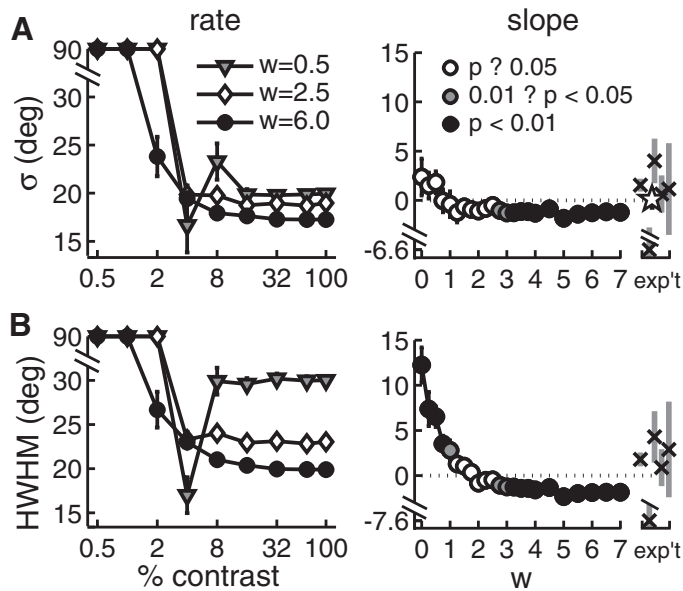 rate
slope
A
σ (deg)
90
30
25
20
15
w=0.5
w=2.5
w=6.0
0.5 2 8 32 100
15
10
5
0
-6.6
p ? 0.05
0.01 ? p < 0.05
p < 0.01
0 1 2 3 4 5 6 7 exp't
B
HWHM (deg)
90
30
25
20
15
0.5 2 8 32 100
% contrast
15
10
5
0
-7.6
0 1 2 3 4 5 6 7 exp't
w